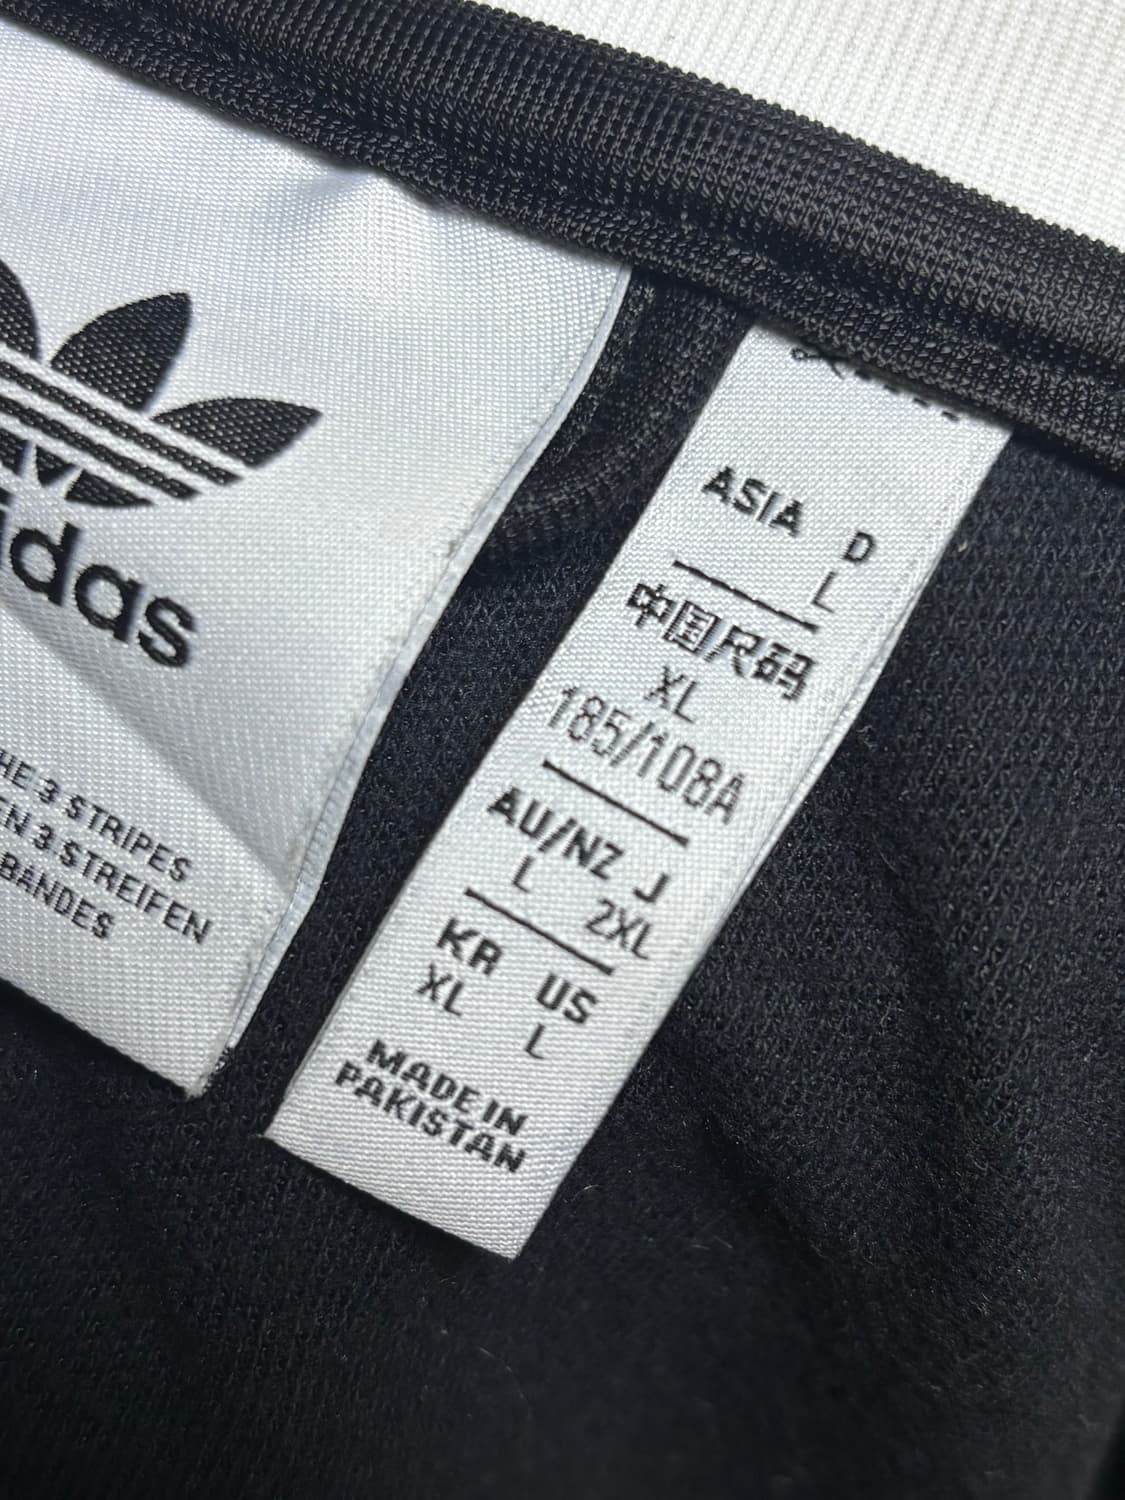 adidas
THE 3 STRIPES
EN 3 STREIFEN
BANDES
ASIA D
L
中国尺码
XL
185/108A
AU/NZ J
L 2XL
KR US
XL L
MADE IN
PAKISTAN